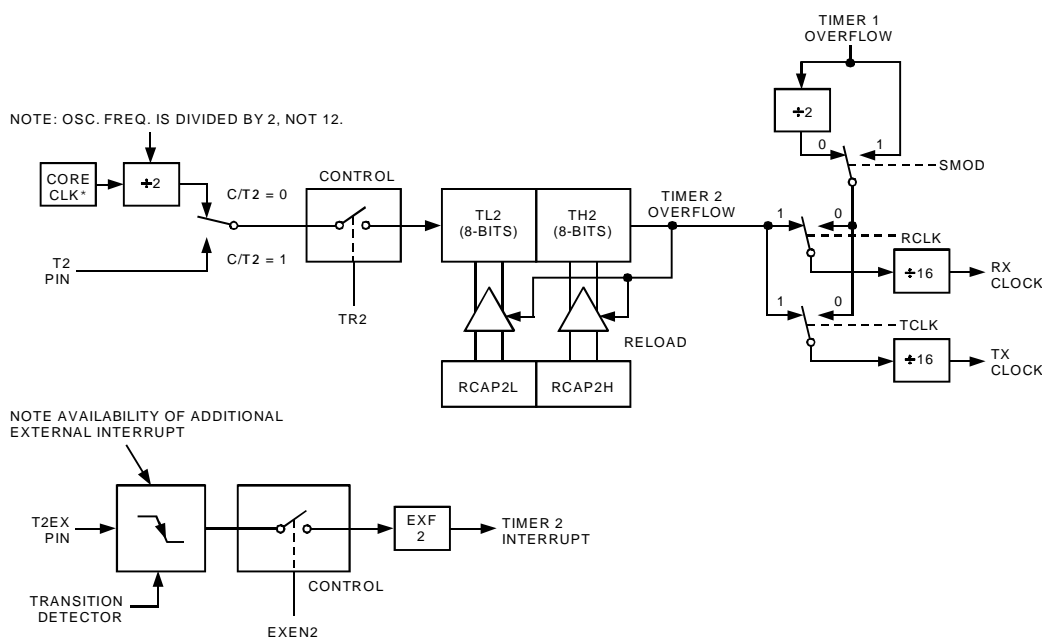 TIMER 1
OVERFLOW
÷2
0
1
SMOD
NOTE: OSC. FREQ. IS DIVIDED BY 2, NOT 12.
CORE
CLK*
÷2
C/T2 = 0
C/T2 = 1
T2
PIN
CONTROL
TR2
TL2
(8-BITS)
TH2
(8-BITS)
TIMER 2
OVERFLOW
RELOAD
RCAP2L
RCAP2H
1
0
RCLK
÷16
RX
CLOCK
1
0
TCLK
÷16
TX
CLOCK
NOTE AVAILABILITY OF ADDITIONAL
EXTERNAL INTERRUPT
T2EX
PIN
TRANSITION
DETECTOR
CONTROL
EXEN2
EXF
2
TIMER 2
INTERRUPT